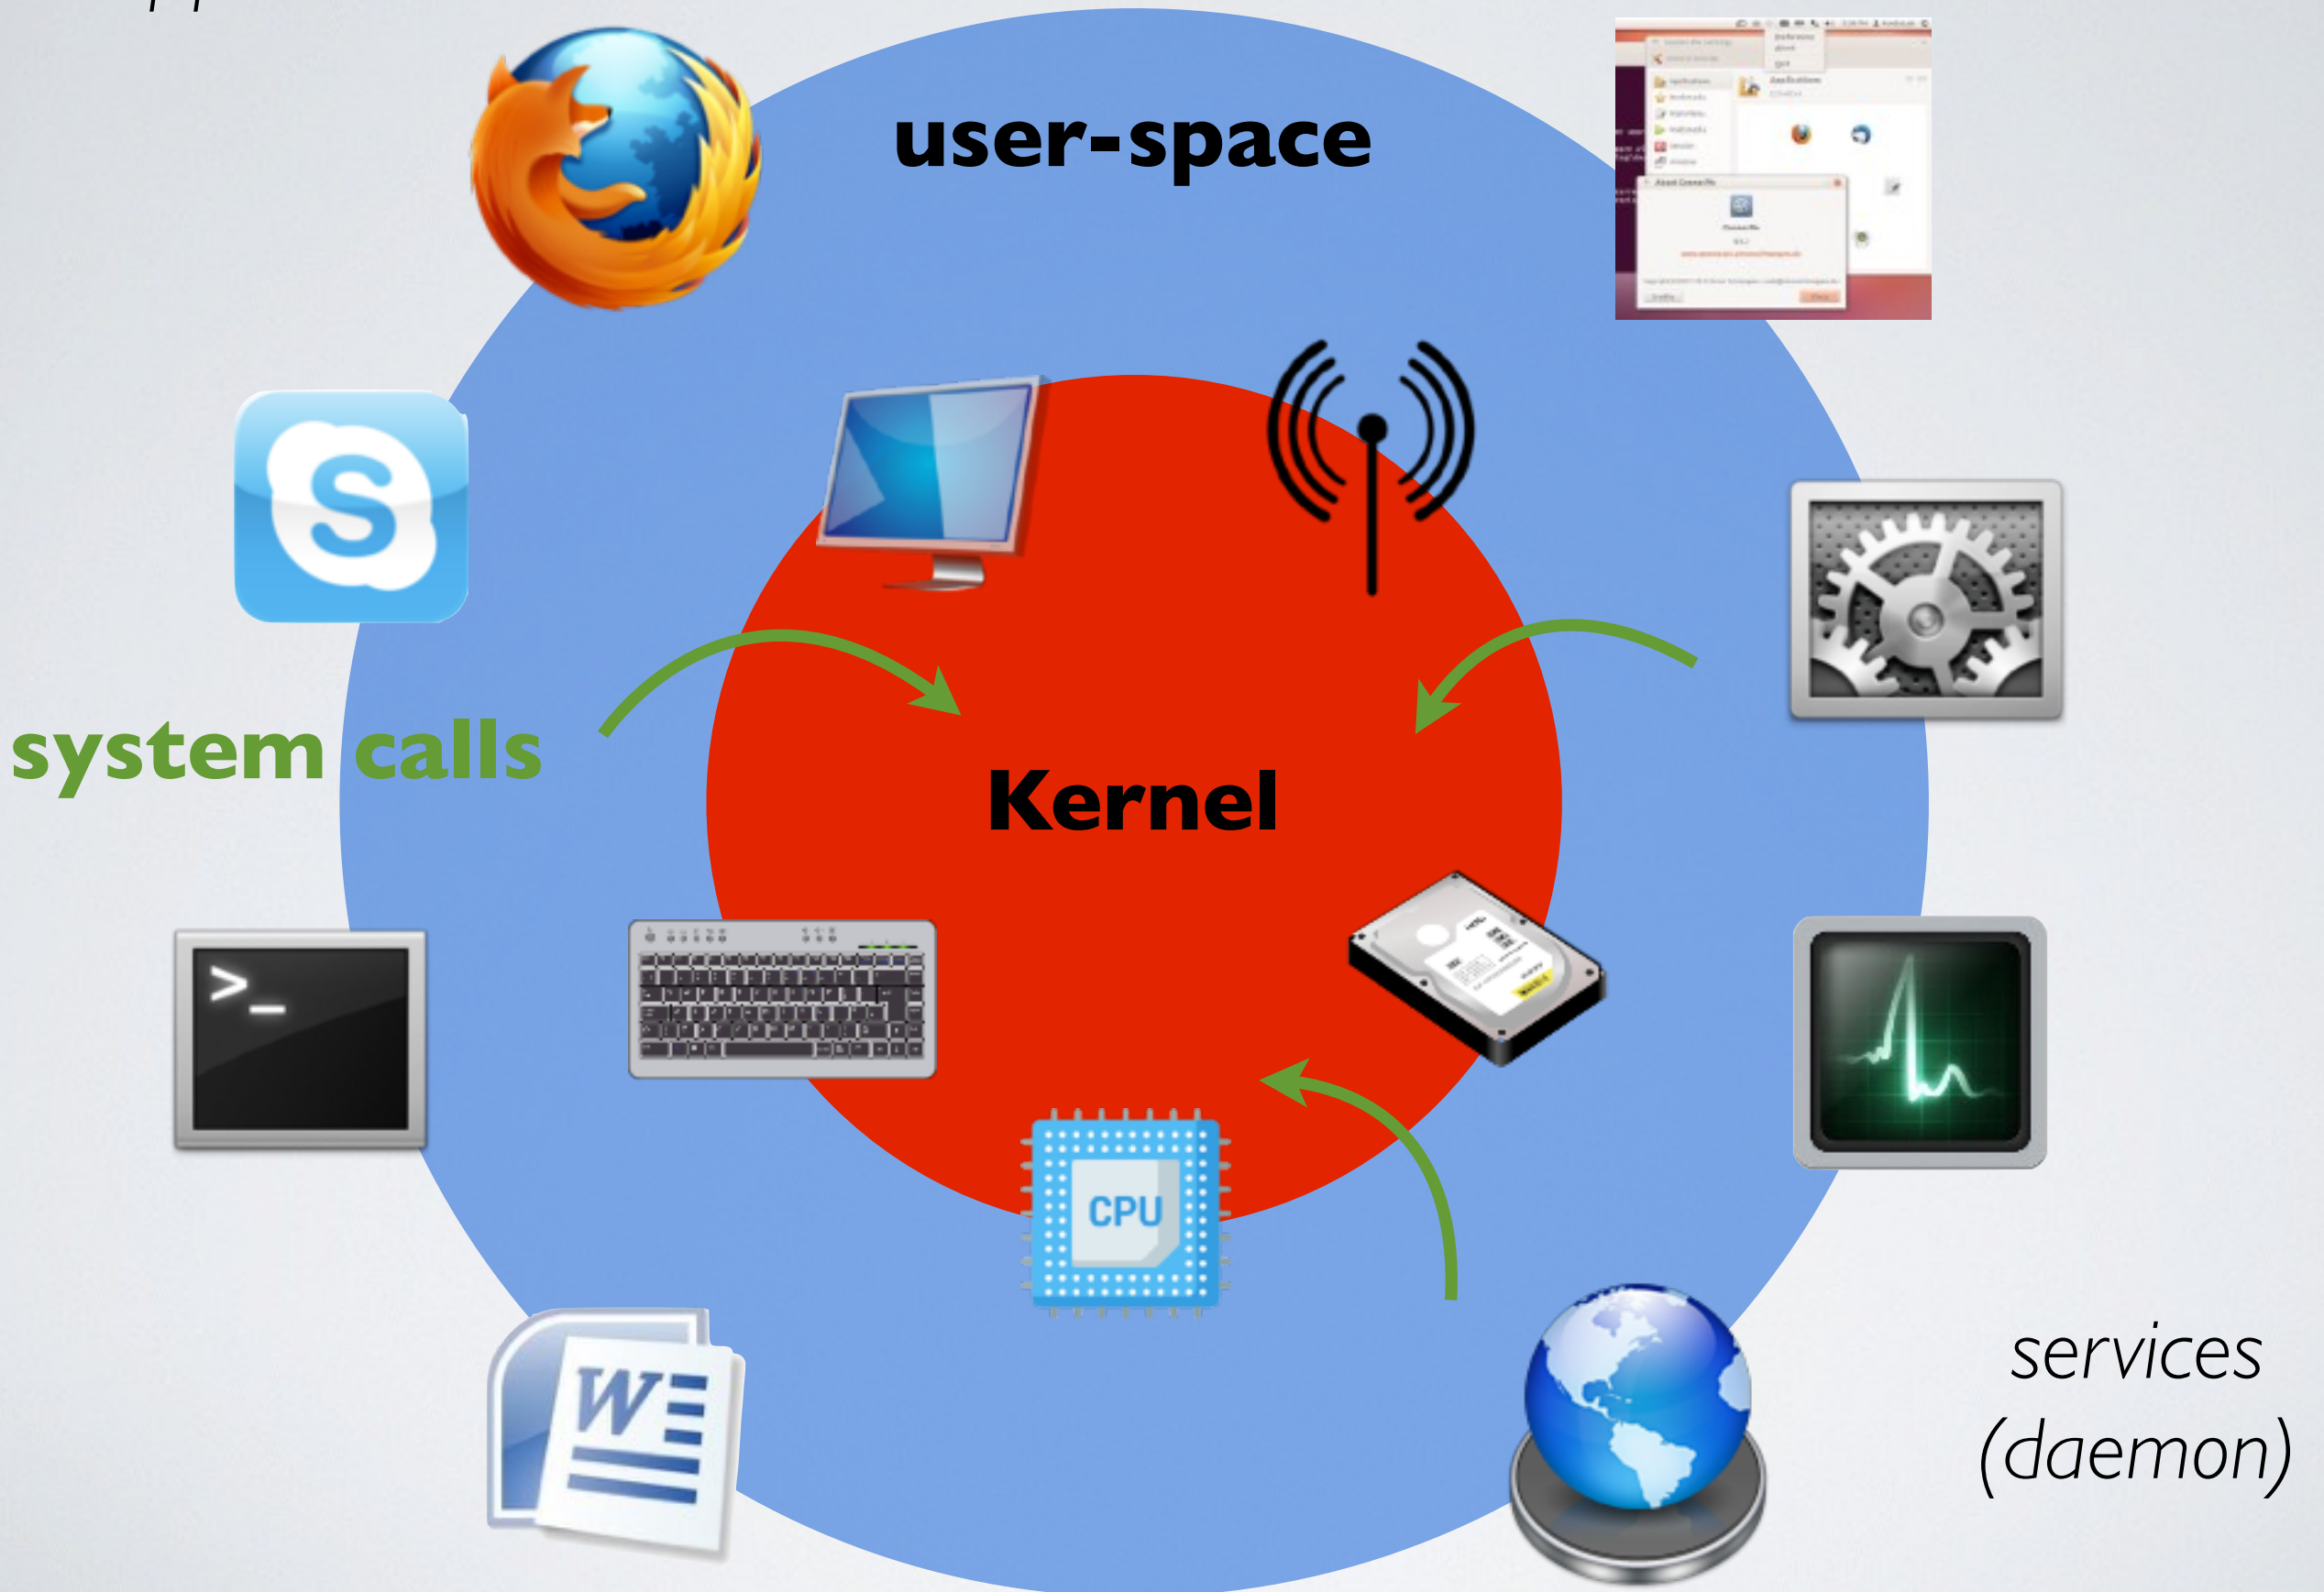 user-space
system calls
Kernel
>_
CPU
W
S
services
(daemon)